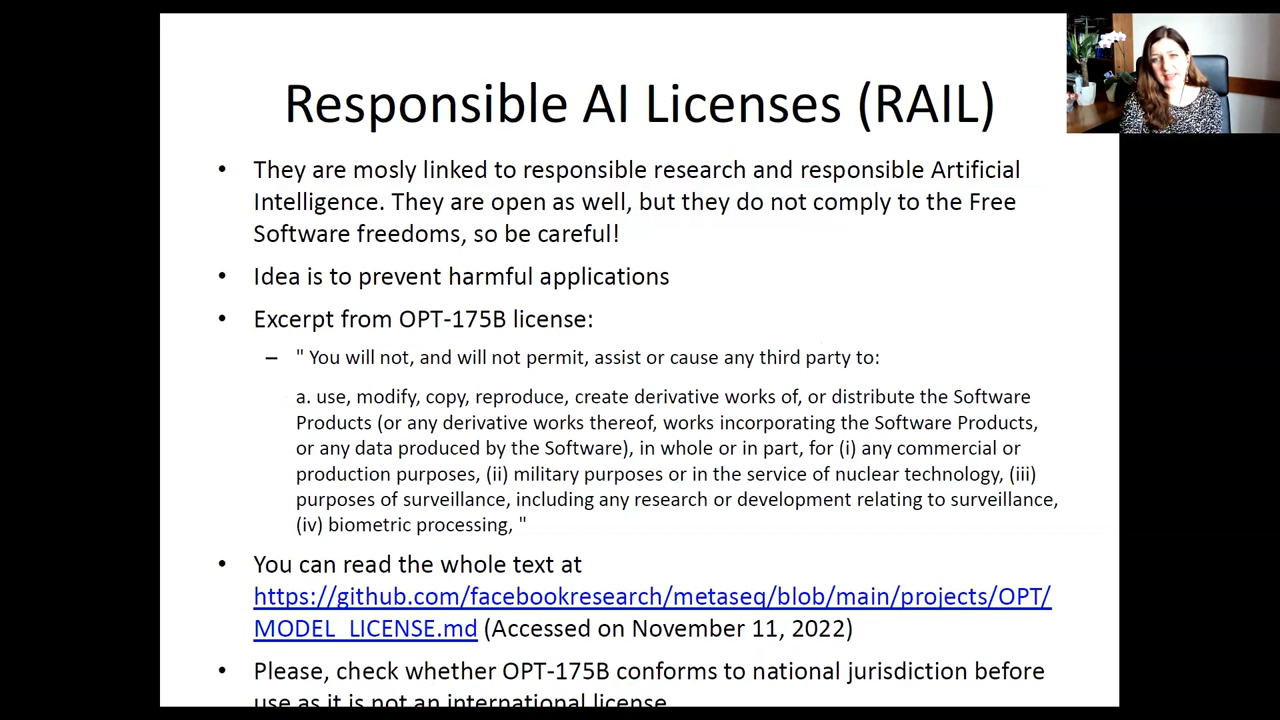 Responsible AI Licenses (RAIL)
• They are mosly linked to responsible research and responsible Artificial
Intelligence. They are open as well, but they do not comply to the Free
Software freedoms, so be careful!
• Idea is to prevent harmful applications
• Excerpt from OPT-175B license:
– " You will not, and will not permit, assist or cause any third party to:
a. use, modify, copy, reproduce, create derivative works of, or distribute the Software
Products (or any derivative works thereof, works incorporating the Software Products,
or any data produced by the Software), in whole or in part, for (i) any commercial or
production purposes, (ii) military purposes or in the service of nuclear technology, (iii)
purposes of surveillance, including any research or development relating to surveillance,
(iv) biometric processing, "
• You can read the whole text at
https://github.com/facebookresearch/metaseq/blob/main/projects/OPT/
MODEL_LICENSE.md (Accessed on November 11, 2022)
• Please, check whether OPT-175B conforms to national jurisdiction before
use as it is not an international license